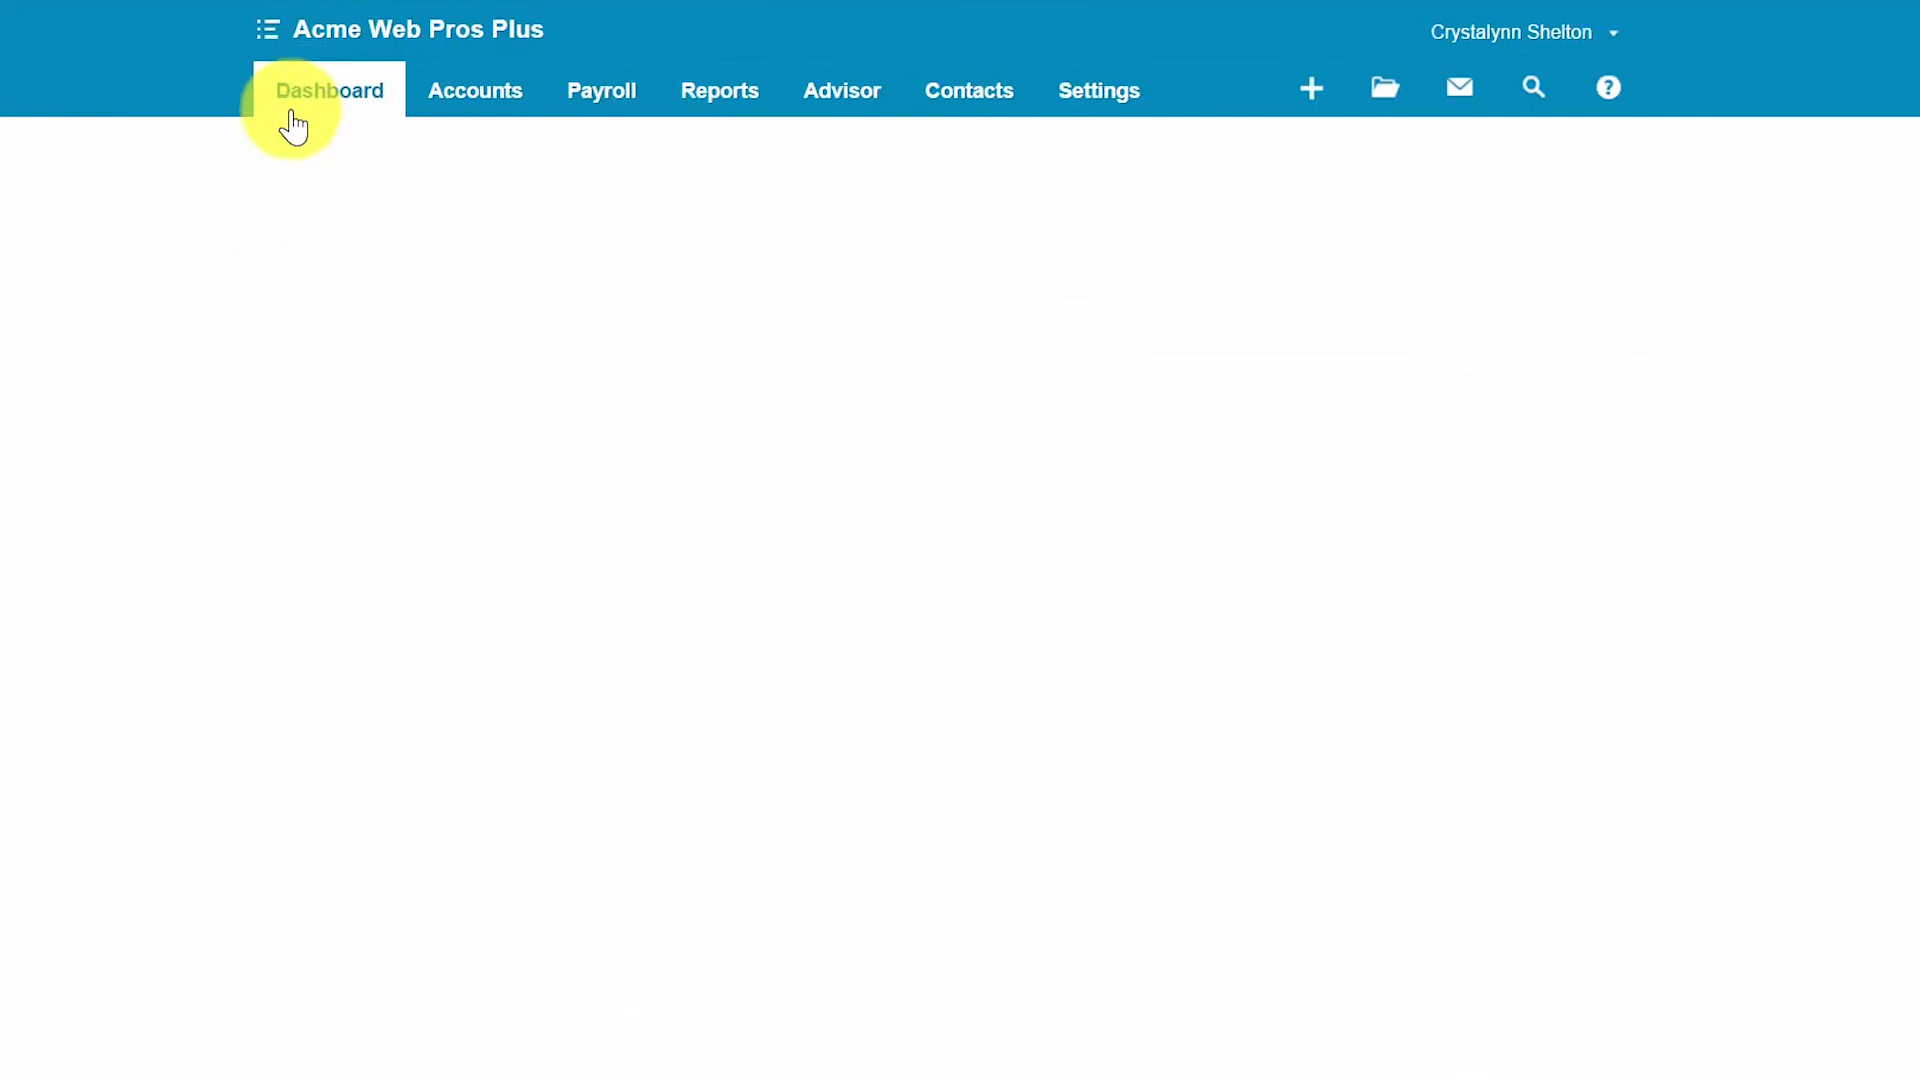 Acme Web Pros Plus
Crystalynn Shelton
Dashboard Accounts Payroll Reports Advisor Contacts Settings